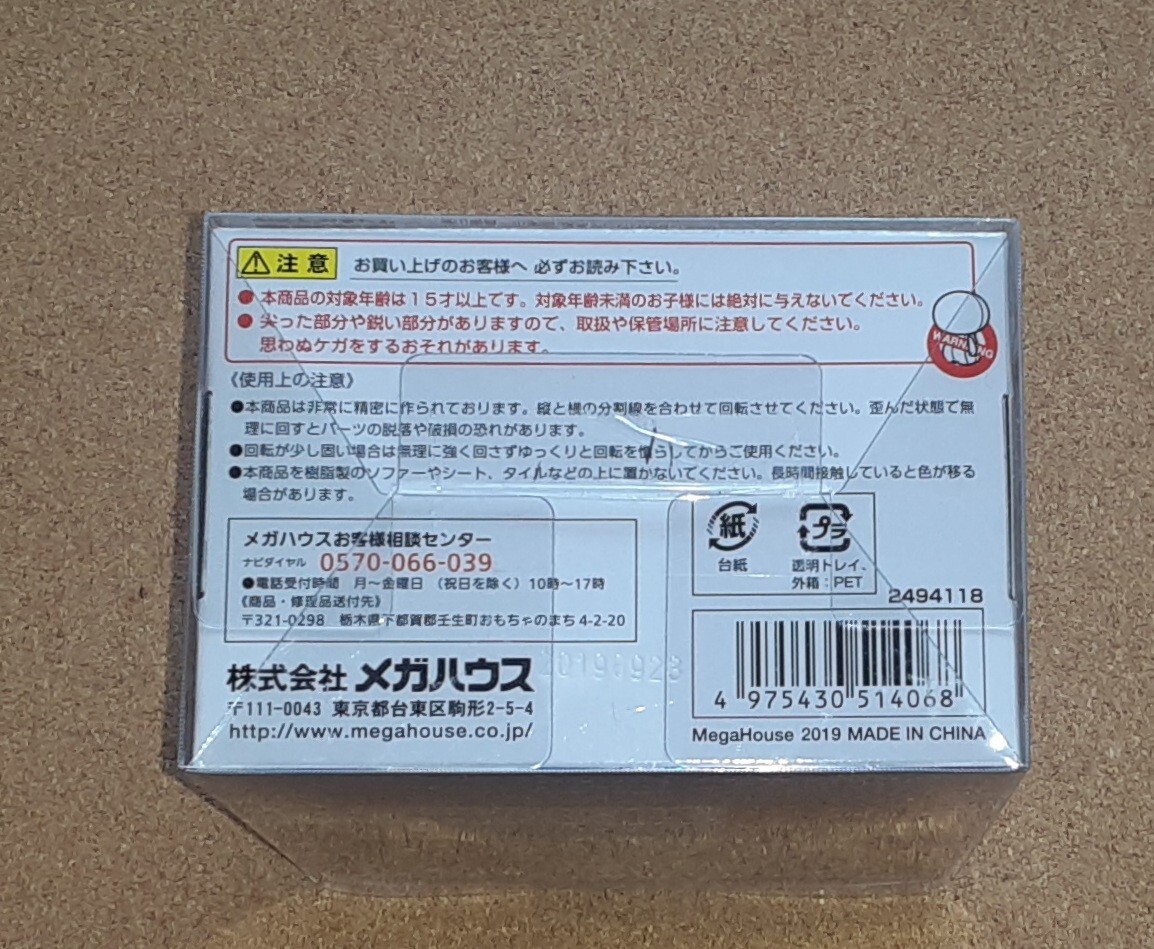 注意 お買い上げのお客様へ 必ずお読み下さい。
●本商品の対象年齢は15才以上です。対象年齢未満のお子様には絶対に与えないでください。
●尖った部分や鋭い部分がありますので、取扱や保管場所に注意してください。
思わぬケガをするおそれがあります。
WARNING
《使用上の注意》
●本商品は非常に精密に作られております。縦と横の分割線を合わせて回転させてください。歪んだ状態で無
理に回すとパーツの脱落や破損の恐れがあります。
●回転が少し固い場合は無理に強く回さずゆっくりと回転を慣らしてからご使用ください。
●本商品を樹脂製のソファーやシート、タイルなどの上に置かないでください。長時間接触していると色が移る
場合があります。
メガハウスお客様相談センター
ナビダイヤル 0570-066-039
●電話受付時間 月～金曜日 (祝日を除く) 10時～17時
《商品・修理品送付先》
〒321-0298 栃木県下都賀郡壬生町おもちゃのまち4-2-20
株式会社 メガハウス
〒111-0043 東京都台東区駒形2-5-4
http://www.megahouse.co.jp/
紙
台紙
プラ
透明トレイ、
外箱：PET
2494118
4 975430 514068
MegaHouse 2019 MADE IN CHINA